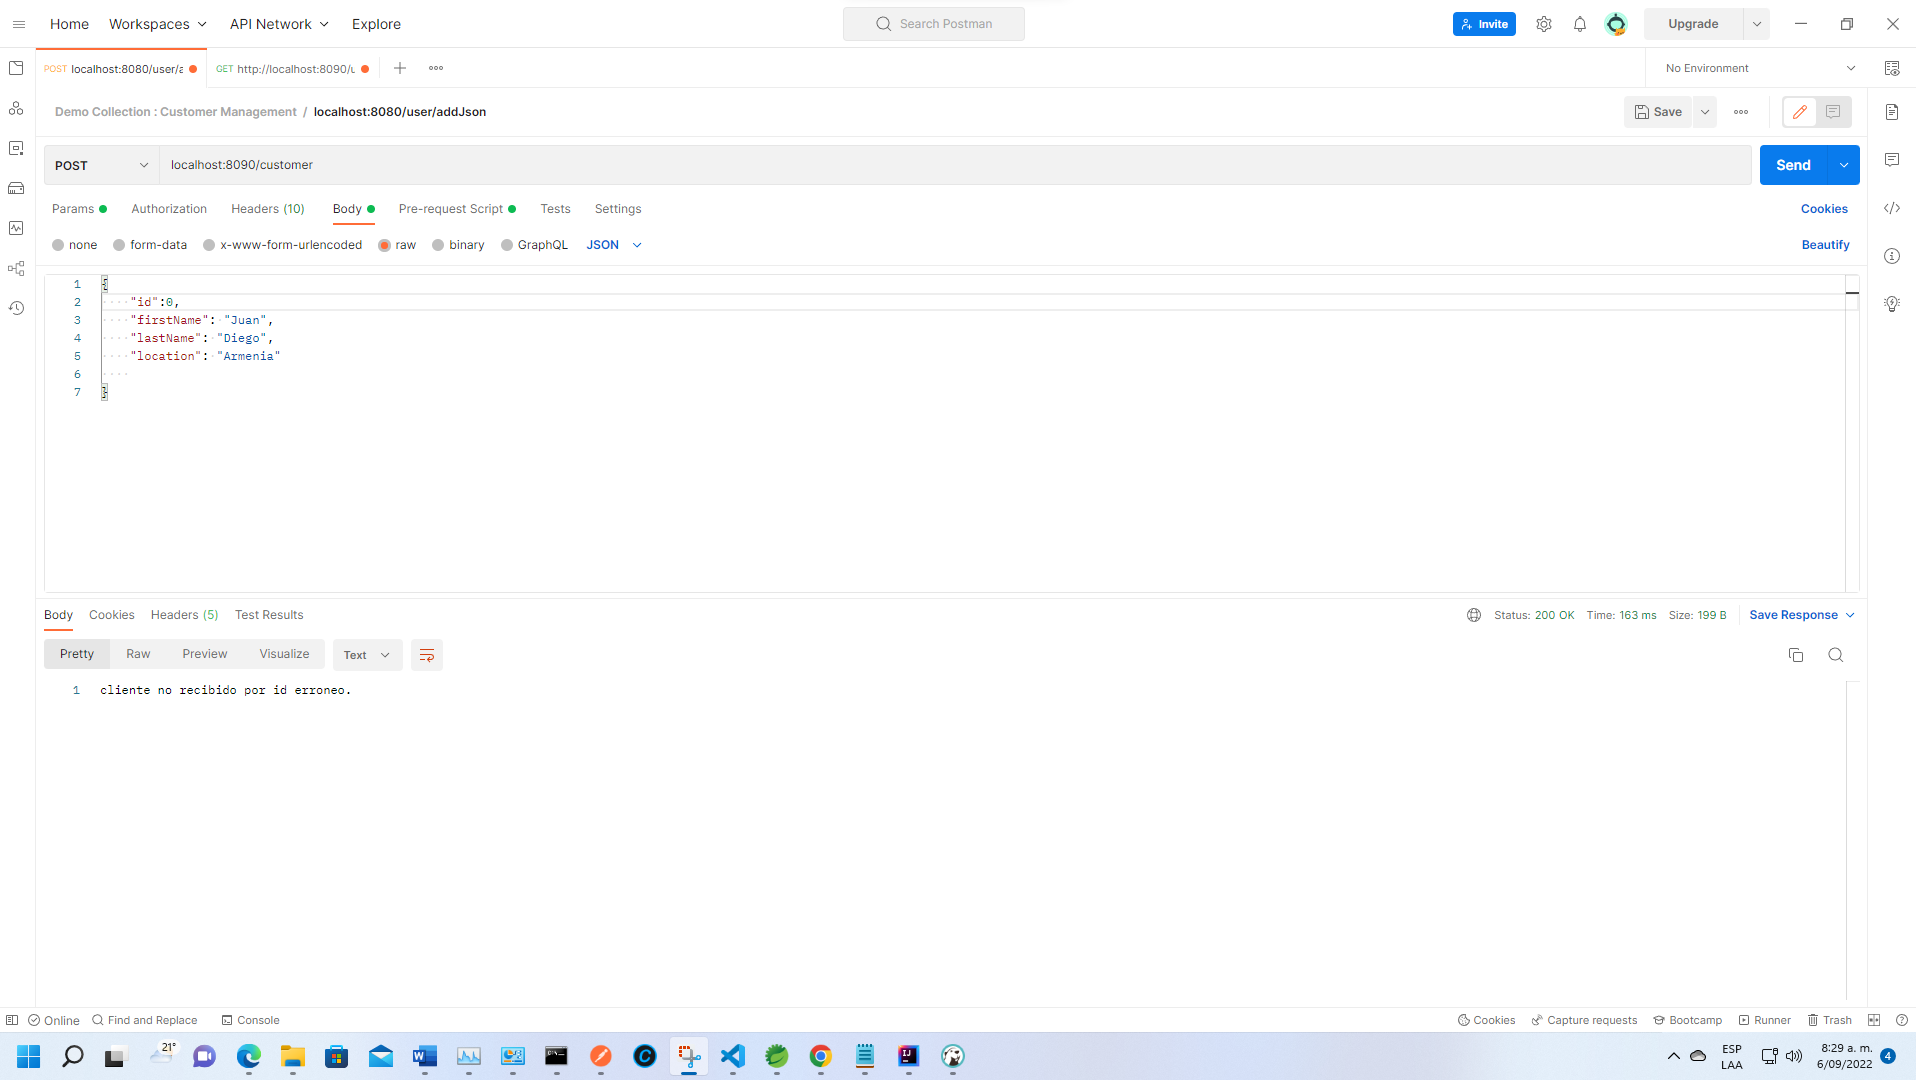 Home Workspaces API Network Explore Search Postman Invite Upgrade
POST localhost:8080/user/a GET http://localhost:8090/u No Environment
Demo Collection : Customer Management / localhost:8080/user/addJson Save
POST localhost:8090/customer Send
Params Authorization Headers (10) Body Pre-request Script Tests Settings Cookies
none form-data x-www-form-urlencoded raw binary GraphQL JSON Beautify
1 {
2 "id":0,
3 "firstName": "Juan",
4 "lastName": "Diego",
5 "location": "Armenia"
6
7 }
Body Cookies Headers (5) Test Results Status: 200 OK Time: 163 ms Size: 199 B Save Response
Pretty Raw Preview Visualize Text
1 cliente no recibido por id erroneo.
Online Find and Replace Console Cookies Capture requests Bootcamp Runner Trash
21° ESP 8:29 a. m. 4
LAA 6/09/2022